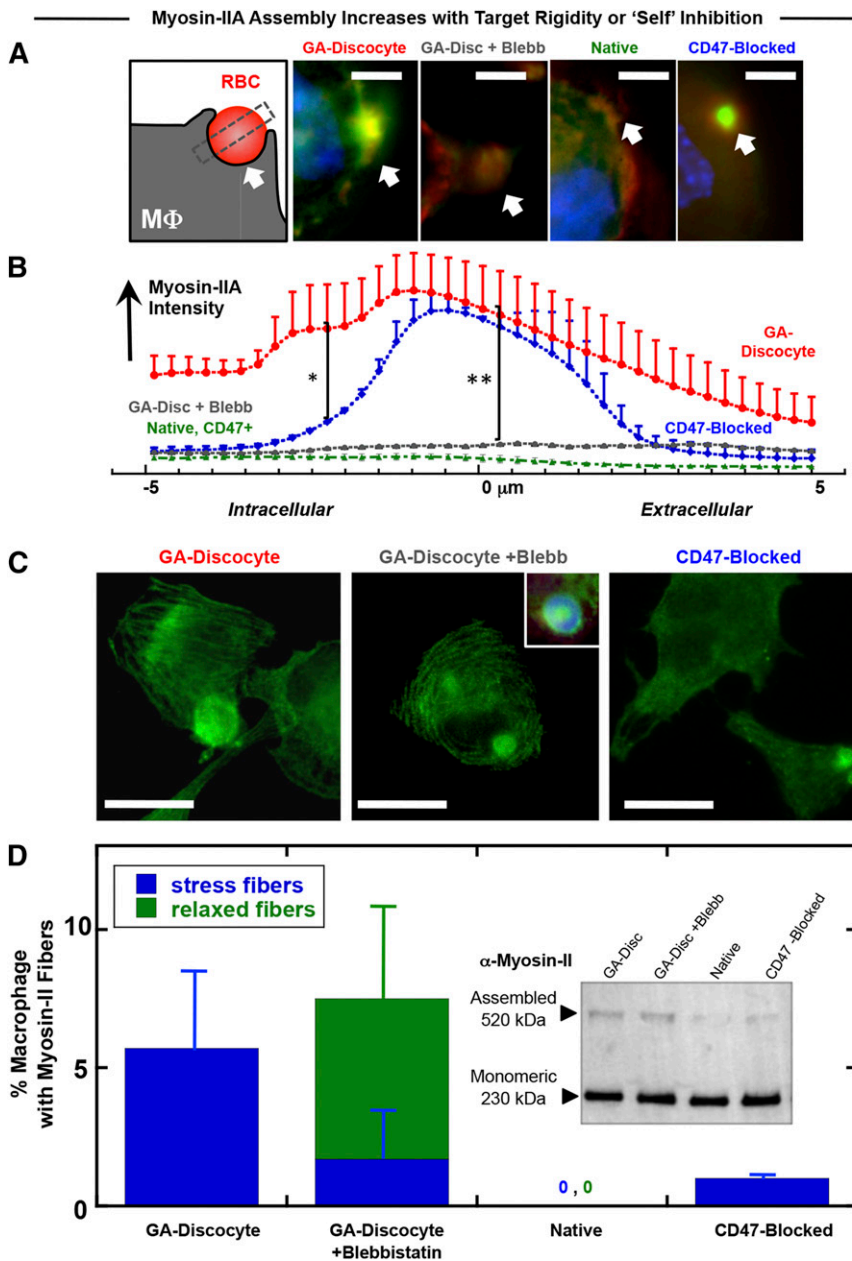 Myosin-IIA Assembly Increases with Target Rigidity or ‘Self’ Inhibition
A
GA-Discocyte
GA-Disc + Blebb
Native
CD47-Blocked
RBC
MΦ
B
Myosin-IIA
Intensity
GA-
Discocyte
*
**
GA-Disc + Blebb
Native, CD47+
CD47-Blocked
-5
0 μm
5
Intracellular
Extracellular
C
GA-Discocyte
GA-Discocyte +Blebb
CD47-Blocked
D
% Macrophage
with Myosin-II Fibers
10
5
0
stress fibers
relaxed fibers
α-Myosin-II
GA-Disc
GA-Disc +Blebb
Native
CD47 -Blocked
Assembled
520 kDa
Monomeric
230 kDa
0 , 0
GA-Discocyte
GA-Discocyte
+Blebbistatin
Native
CD47-Blocked